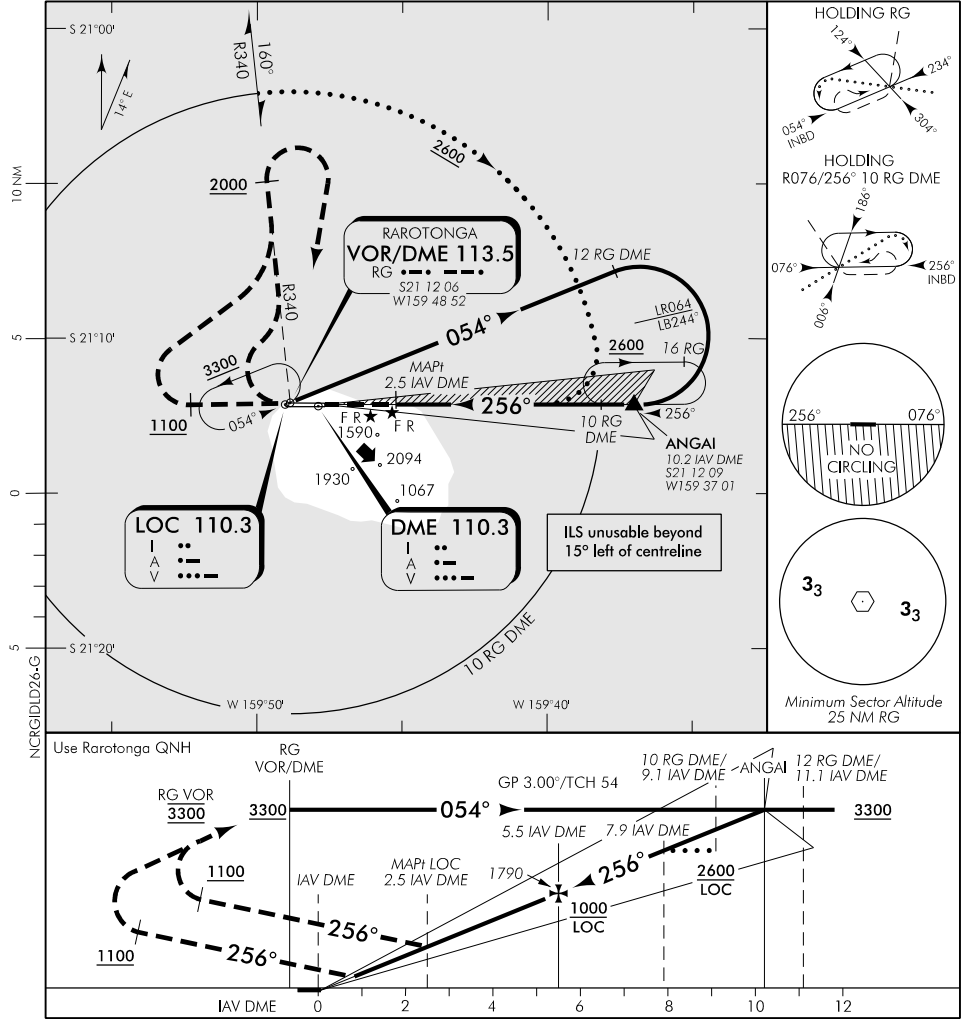 S 21°00'
14° E
160°
R340
2600
10 NM
2000
RAROTONGA
VOR/DME 113.5
RG
S21 12 06
W159 48 52
12 RG DME
R340
054°
LR064
LB244°
5
S 21°10'
3300
2600
16 RG
MAPt
2.5 IAV DME
054°
1100
256°
10 RG
DME
256°
F R
F R
1590
2094
1930
1067
ANGAI
10.2 IAV DME
S21 12 09
W159 37 01
0
LOC 110.3
I
A
V
DME 110.3
I
A
V
ILS unusable beyond
15° left of centreline
10 RG DME
5
S 21°20'
W 159°50'
W 159°40'
NCRGIDLD26-G
HOLDING RG
124°
234°
054°
INBD
304°
HOLDING
R076/256° 10 RG DME
186°
076°
256°
INBD
006°
256°
076°
NO
CIRCLING
3₃
3₃
Minimum Sector Altitude
25 NM RG
Use Rarotonga QNH
RG
VOR/DME
10 RG DME/
9.1 IAV DME
ANGAI
12 RG DME/
11.1 IAV DME
GP 3.00°/TCH 54
RG VOR
3300
3300
054°
3300
5.5 IAV DME
7.9 IAV DME
MAPt LOC
2.5 IAV DME
IAV DME
1100
1790
256°
2600
LOC
1000
LOC
256°
1100
256°
IAV DME
0
2
4
6
8
10
12